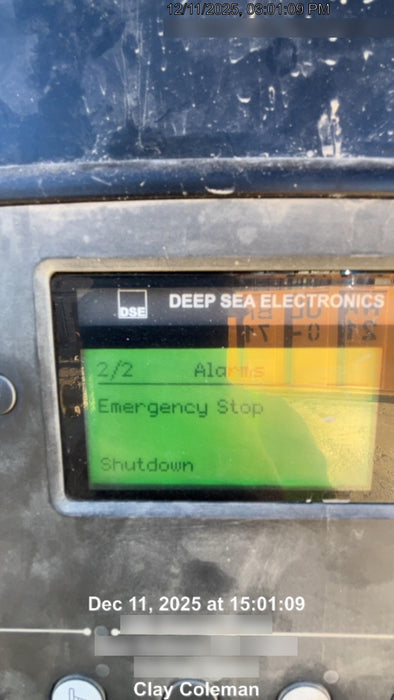 12/11/2025, 03:01:09 PM
DSE DEEP SEA ELECTRONICS
2/2 Alarms
Emergency Stop
Shutdown
Dec 11, 2025 at 15:01:09
Clay Coleman